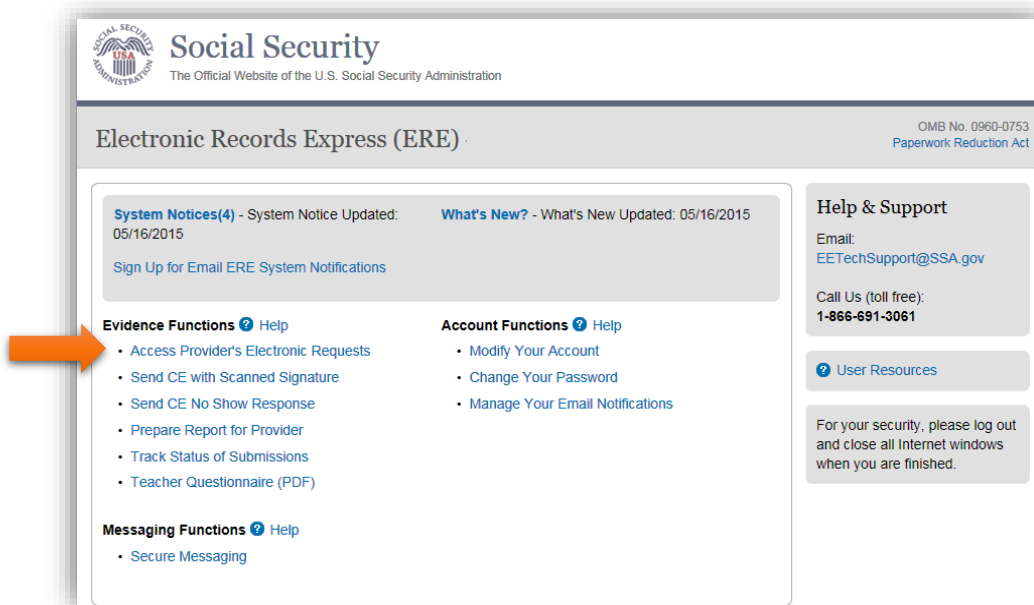 SOCIAL SECURITY ADMINISTRATION
USA
Social Security
The Official Website of the U.S. Social Security Administration
Electronic Records Express (ERE)
OMB No. 0960-0753
Paperwork Reduction Act
System Notices(4) - System Notice Updated:
05/16/2015
What's New? - What's New Updated: 05/16/2015
Sign Up for Email ERE System Notifications
Evidence Functions ? Help
• Access Provider's Electronic Requests
• Send CE with Scanned Signature
• Send CE No Show Response
• Prepare Report for Provider
• Track Status of Submissions
• Teacher Questionnaire (PDF)
Account Functions ? Help
• Modify Your Account
• Change Your Password
• Manage Your Email Notifications
Messaging Functions ? Help
• Secure Messaging
Help & Support
Email:
EETechSupport@SSA.gov
Call Us (toll free):
1-866-691-3061
? User Resources
For your security, please log out
and close all Internet windows
when you are finished.